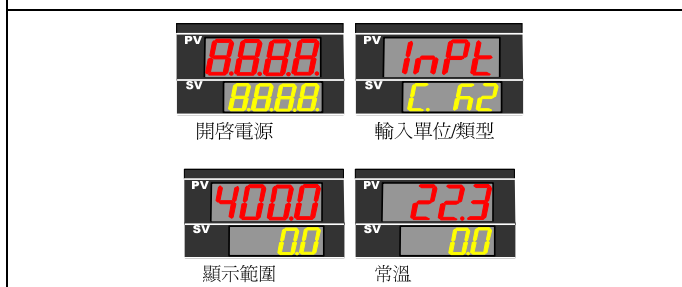 PV 8.8.8.8.
SV 8.8.8.8
開啓電源
PV InPt
SV C. K2
輸入單位/類型
PV 400.0
SV 0.0
顯示範圍
PV 22.3
SV 0.0
常溫